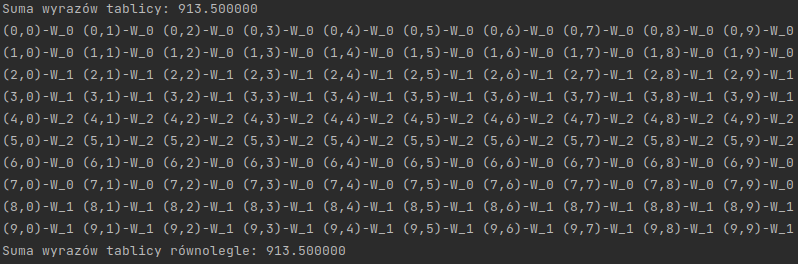 Suma wyrazów tablicy: 913.500000
(0,0)-W_0 (0,1)-W_0 (0,2)-W_0 (0,3)-W_0 (0,4)-W_0 (0,5)-W_0 (0,6)-W_0 (0,7)-W_0 (0,8)-W_0 (0,9)-W_0
(1,0)-W_0 (1,1)-W_0 (1,2)-W_0 (1,3)-W_0 (1,4)-W_0 (1,5)-W_0 (1,6)-W_0 (1,7)-W_0 (1,8)-W_0 (1,9)-W_0
(2,0)-W_1 (2,1)-W_1 (2,2)-W_1 (2,3)-W_1 (2,4)-W_1 (2,5)-W_1 (2,6)-W_1 (2,7)-W_1 (2,8)-W_1 (2,9)-W_1
(3,0)-W_1 (3,1)-W_1 (3,2)-W_1 (3,3)-W_1 (3,4)-W_1 (3,5)-W_1 (3,6)-W_1 (3,7)-W_1 (3,8)-W_1 (3,9)-W_1
(4,0)-W_2 (4,1)-W_2 (4,2)-W_2 (4,3)-W_2 (4,4)-W_2 (4,5)-W_2 (4,6)-W_2 (4,7)-W_2 (4,8)-W_2 (4,9)-W_2
(5,0)-W_2 (5,1)-W_2 (5,2)-W_2 (5,3)-W_2 (5,4)-W_2 (5,5)-W_2 (5,6)-W_2 (5,7)-W_2 (5,8)-W_2 (5,9)-W_2
(6,0)-W_0 (6,1)-W_0 (6,2)-W_0 (6,3)-W_0 (6,4)-W_0 (6,5)-W_0 (6,6)-W_0 (6,7)-W_0 (6,8)-W_0 (6,9)-W_0
(7,0)-W_0 (7,1)-W_0 (7,2)-W_0 (7,3)-W_0 (7,4)-W_0 (7,5)-W_0 (7,6)-W_0 (7,7)-W_0 (7,8)-W_0 (7,9)-W_0
(8,0)-W_1 (8,1)-W_1 (8,2)-W_1 (8,3)-W_1 (8,4)-W_1 (8,5)-W_1 (8,6)-W_1 (8,7)-W_1 (8,8)-W_1 (8,9)-W_1
(9,0)-W_1 (9,1)-W_1 (9,2)-W_1 (9,3)-W_1 (9,4)-W_1 (9,5)-W_1 (9,6)-W_1 (9,7)-W_1 (9,8)-W_1 (9,9)-W_1
Suma wyrazów tablicy równolegle: 913.500000